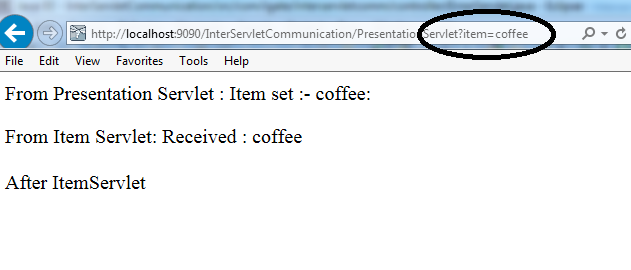 http://localhost:9090/InterServletCommunication/PresentationServlet?item=coffee
File Edit View Favorites Tools Help
From Presentation Servlet : Item set :- coffee:
From Item Servlet: Received : coffee
After ItemServlet